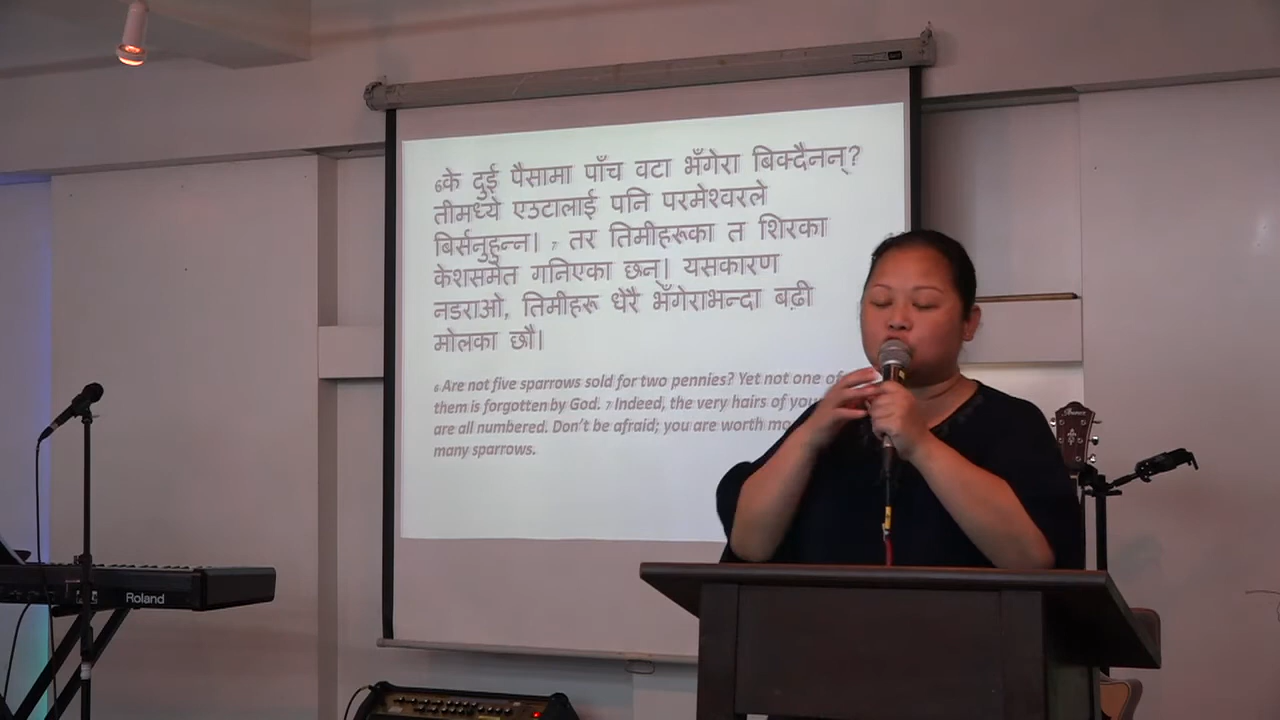 6के दुई पैसामा पाँच वटा भँगेरा बिक्दैनन्?
तीमध्ये एउटालाई पनि परमेश्वरले
बिर्सनुहुन्न। 7 तर तिमीहरूका त शिरका
केशसमेत गनिएका छन्। यसकारण
नडराओ, तिमीहरू धेरै भँगेराभन्दा बढ़ी
मोलका छौ।
6 Are not five sparrows sold for two pennies? Yet not one of
them is forgotten by God. 7 Indeed, the very hairs of
are all numbered. Don't be afraid; you are worth
many sparrows.
Ibanez
Roland